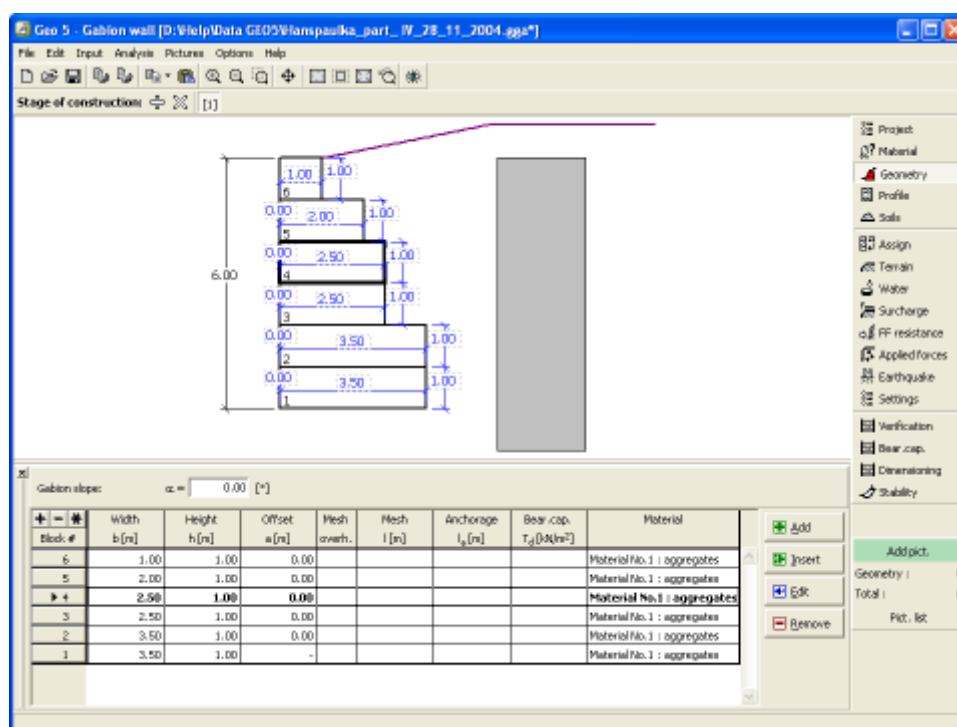 Geo 5 - Gabion wall [D:\Help\Data GEO5\Hanspaulka_part_ IV_28_11_2004.gga*]
File Edit Input Analysis Pictures Options Help
Stage of construction: [1]
1.00 1.00
6
0.00 2.00 1.00
5
0.00 2.50 1.00
4
6.00
0.00 2.50 1.00
3
0.00 3.50 1.00
2
0.00 3.50 1.00
1
Project
Material
Geometry
Profile
Soils
Assign
Terrain
Water
Surcharge
FF resistance
Applied forces
Earthquake
Settings
Verification
Bear.cap.
Dimensioning
Stability
Gabion slope: α = 0.00 [°]
Block # Width b [m] Height h [m] Offset a [m] Mesh overh. Mesh l [m] Anchorage lₐ [m] Bear.cap. T_d [kN/m²] Material
6 1.00 1.00 0.00 Material No.1 : aggregates
5 2.00 1.00 0.00 Material No.1 : aggregates
4 2.50 1.00 0.00 Material No.1 : aggregates
3 2.50 1.00 0.00 Material No.1 : aggregates
2 3.50 1.00 0.00 Material No.1 : aggregates
1 3.50 1.00 - Material No.1 : aggregates
Add
Insert
Edit
Remove
Add pict.
Geometry :
Total :
Pict. list